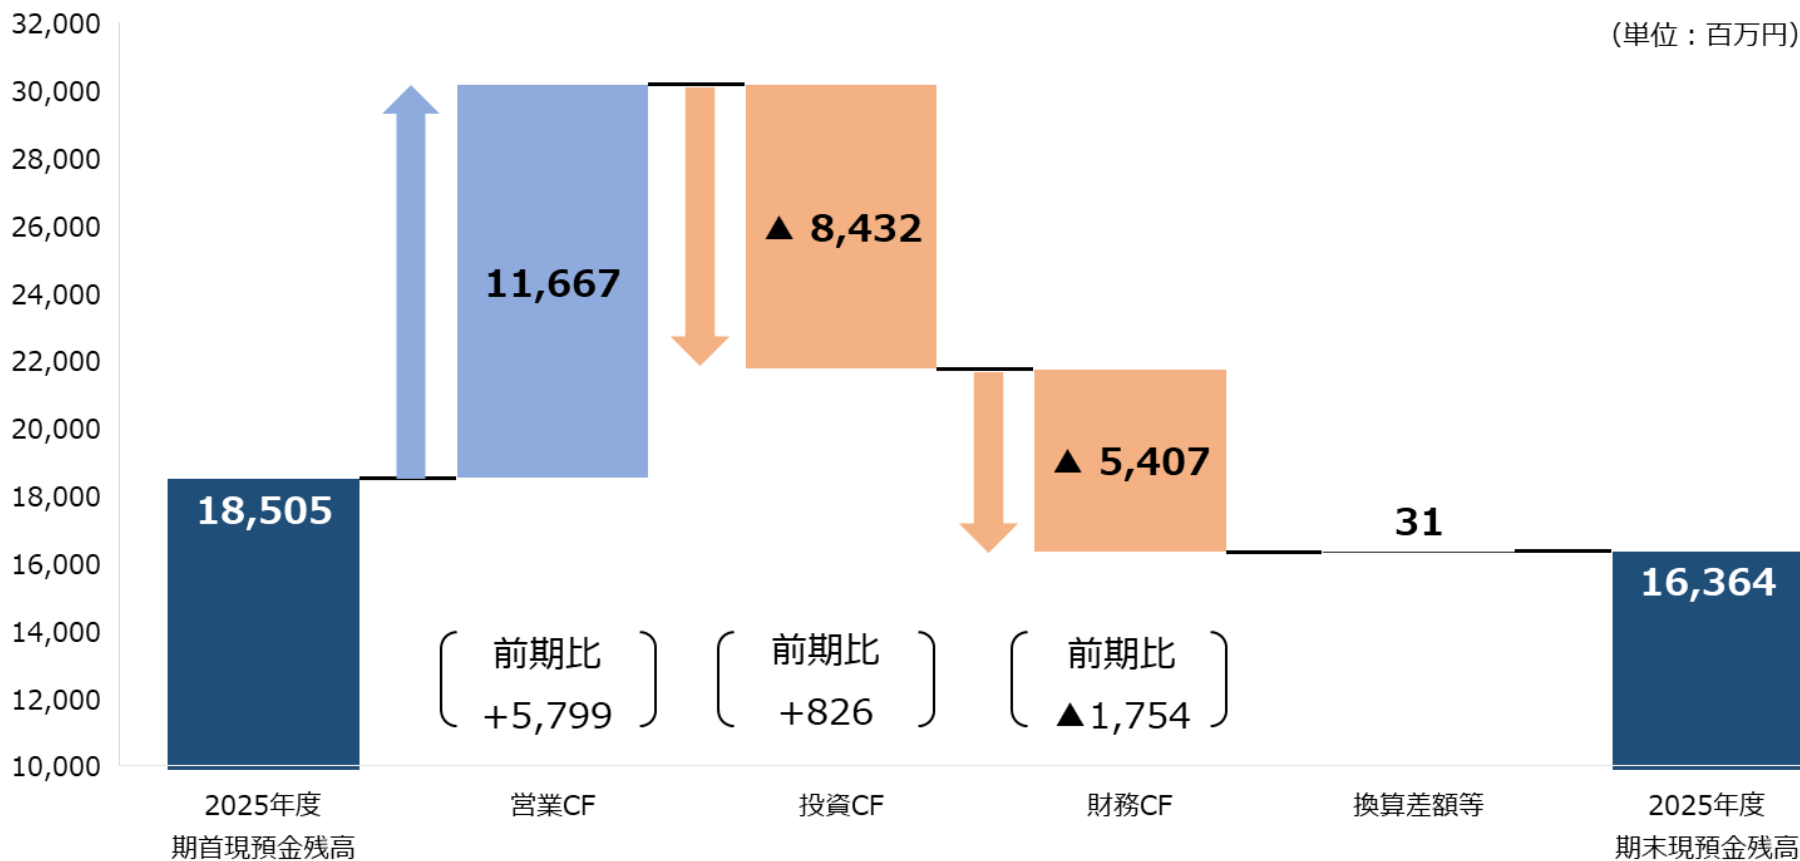 (単位：百万円)
32,000
30,000
28,000
26,000
24,000
22,000
20,000
18,000
16,000
14,000
12,000
10,000
18,505
11,667
▲ 8,432
▲ 5,407
31
16,364
前期比
+5,799
前期比
+826
前期比
▲1,754
2025年度
期首現預金残高
営業CF
投資CF
財務CF
換算差額等
2025年度
期末現預金残高